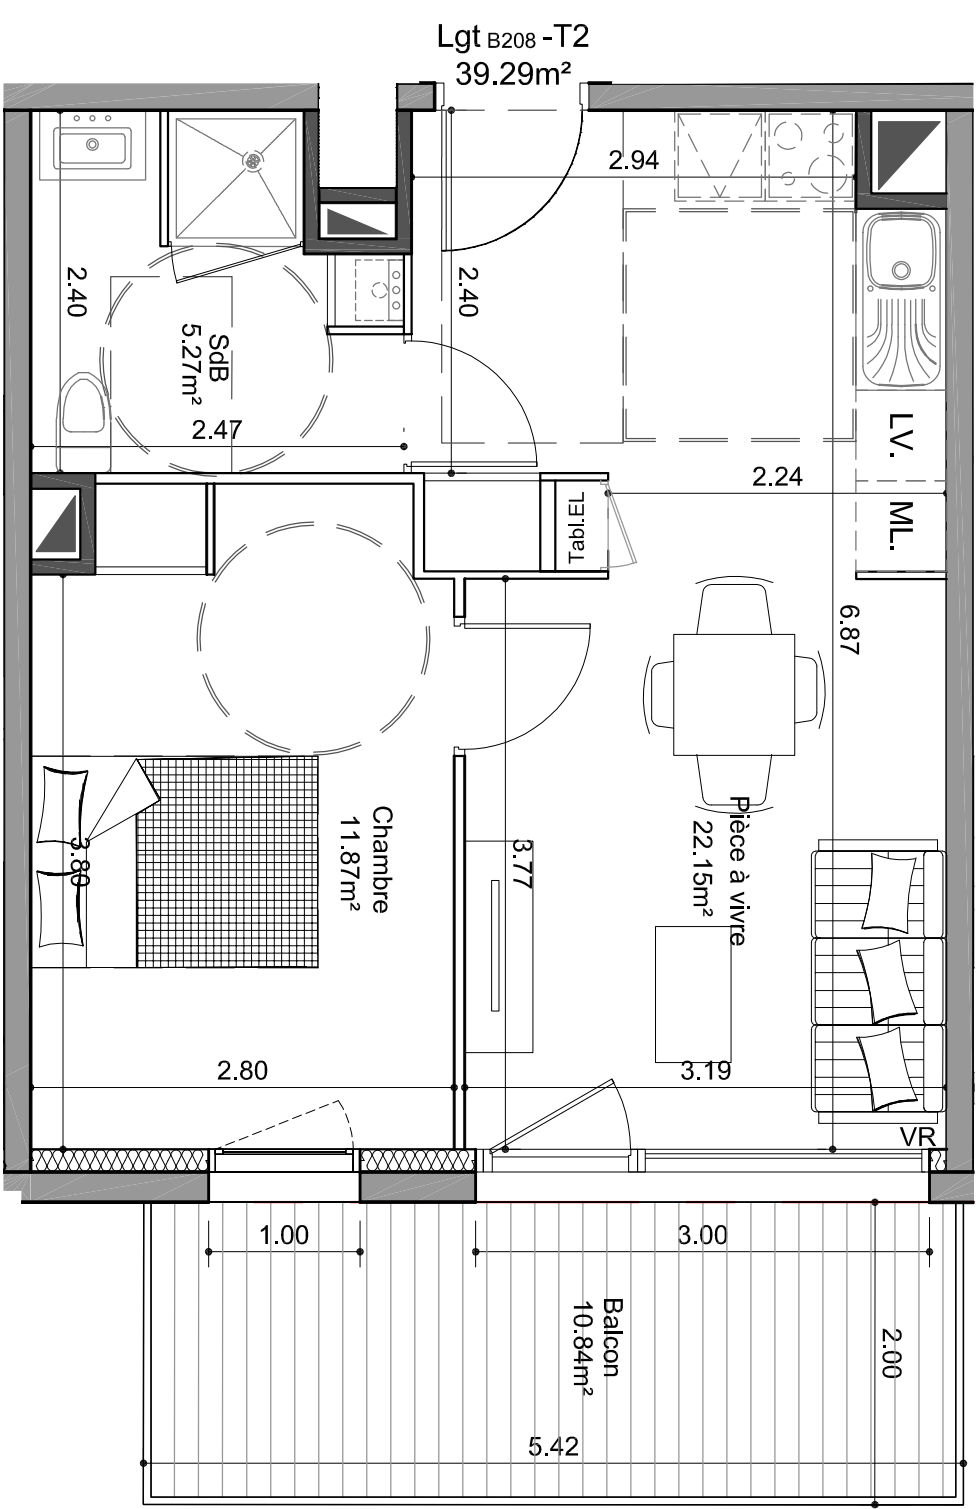 Lgt B208 -T2
39.29m²
2.94
2.40
2.40
SdB
5.27m²
2.47
LV.
2.24
Tabl.EL
ML.
6.87
Chambre
11.87m²
3.80
3.77
Pièce à vivre
22.15m²
2.80
3.19
VR
1.00
3.00
Balcon
10.84m²
2.00
5.42